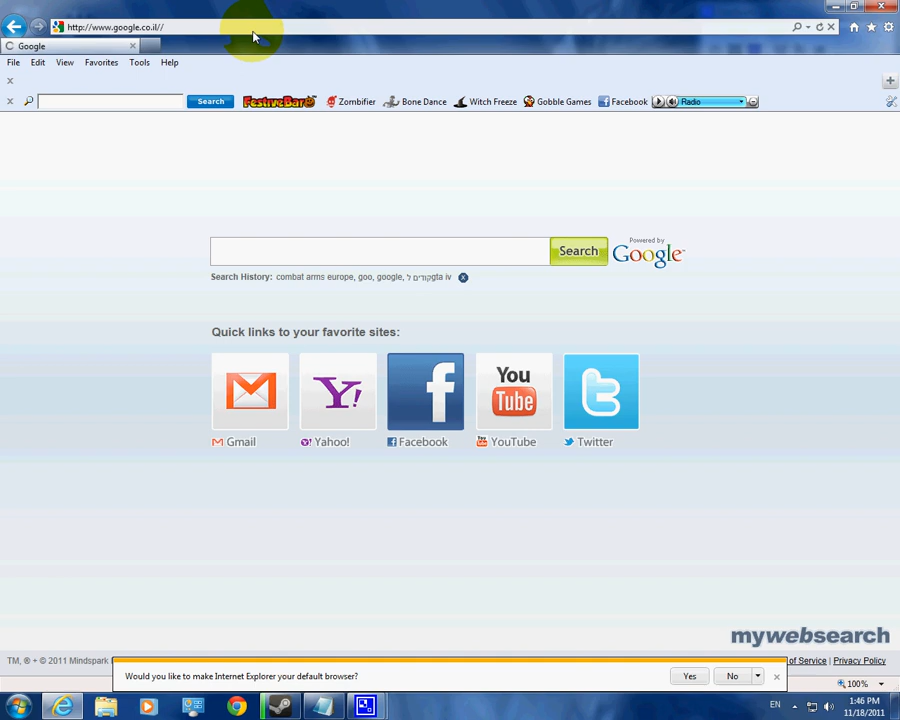 http://www.google.co.il//
Google
File Edit View Favorites Tools Help
Search FestiveBar Zombifier Bone Dance Witch Freeze Gobble Games Facebook Radio
Search
Powered by
Google
Search History: combat arms europe, goo, google, קודים ל gta iv
Quick links to your favorite sites:
You
Tube
Gmail Yahoo! Facebook YouTube Twitter
mywebsearch
TM, ® + © 2011 Mindspark
of Service | Privacy Policy
Would you like to make Internet Explorer your default browser? Yes No
100%
EN
1:46 PM
11/18/2011